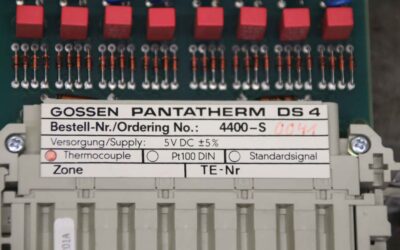 GOSSEN PANTATHERM DS 4
Bestell-Nr./Ordering No.: 4400-S 0041
Versorgung/Supply: 5V DC ±5%
Thermocouple Pt100 DIN Standardsignal
Zone TE-Nr